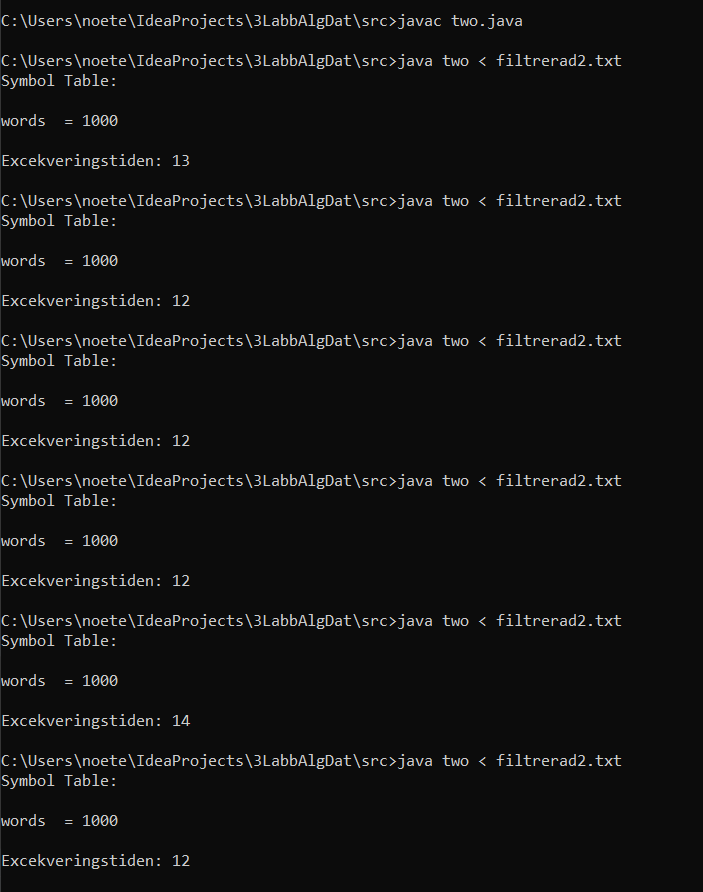 C:\Users\noete\IdeaProjects\3LabbAlgDat\src>javac two.java
C:\Users\noete\IdeaProjects\3LabbAlgDat\src>java two < filtrerad2.txt
Symbol Table:
words  = 1000
Excekveringstiden: 13
C:\Users\noete\IdeaProjects\3LabbAlgDat\src>java two < filtrerad2.txt
Symbol Table:
words  = 1000
Excekveringstiden: 12
C:\Users\noete\IdeaProjects\3LabbAlgDat\src>java two < filtrerad2.txt
Symbol Table:
words  = 1000
Excekveringstiden: 12
C:\Users\noete\IdeaProjects\3LabbAlgDat\src>java two < filtrerad2.txt
Symbol Table:
words  = 1000
Excekveringstiden: 12
C:\Users\noete\IdeaProjects\3LabbAlgDat\src>java two < filtrerad2.txt
Symbol Table:
words  = 1000
Excekveringstiden: 14
C:\Users\noete\IdeaProjects\3LabbAlgDat\src>java two < filtrerad2.txt
Symbol Table:
words  = 1000
Excekveringstiden: 12